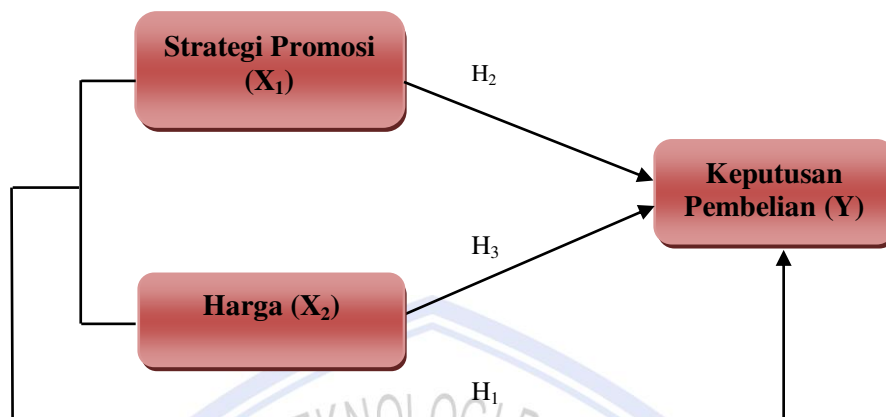 Strategi Promosi
(X₁)
H₂
Keputusan
Pembelian (Y)
H₃
Harga (X₂)
H₁